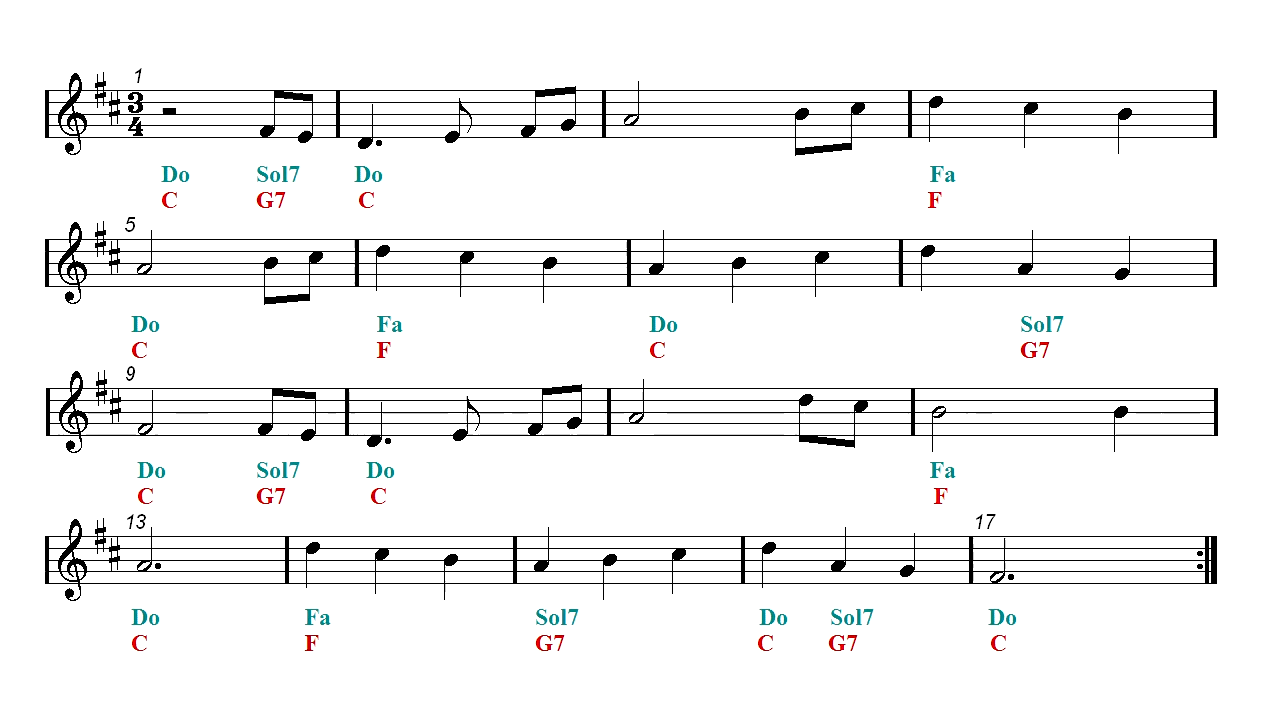 1
3
4
Do Sol7 Do Fa
C G7 C F
5
Do Fa Do Sol7
C F C G7
9
Do Sol7 Do Fa
C G7 C F
13 17
Do Fa Sol7 Do Sol7 Do
C F G7 C G7 C